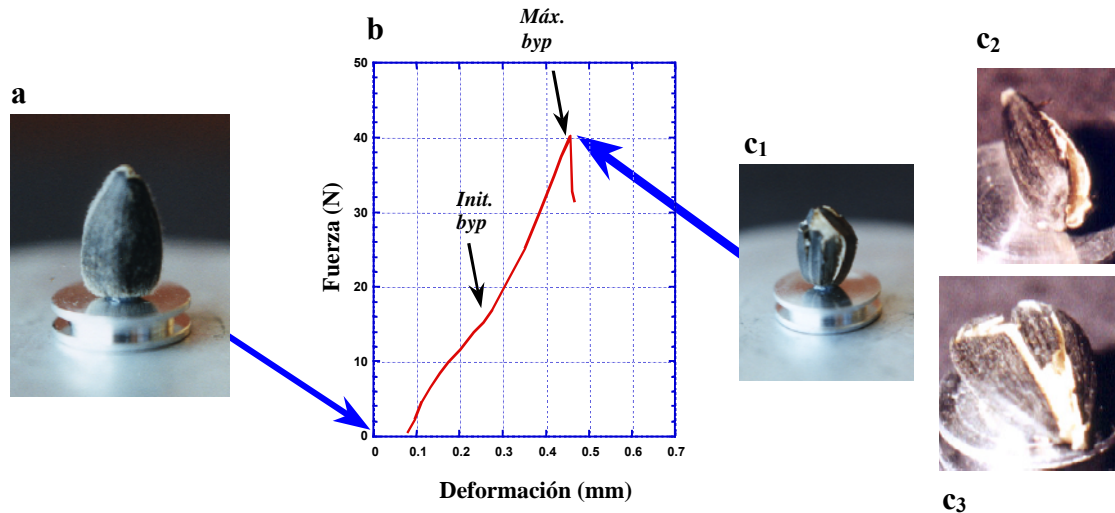 a
b
Máx.
byp
c2
50
40
30
20
10
0
Init.
byp
Fuerza (N)
0 0.1 0.2 0.3 0.4 0.5 0.6 0.7
Deformación (mm)
c1
c3